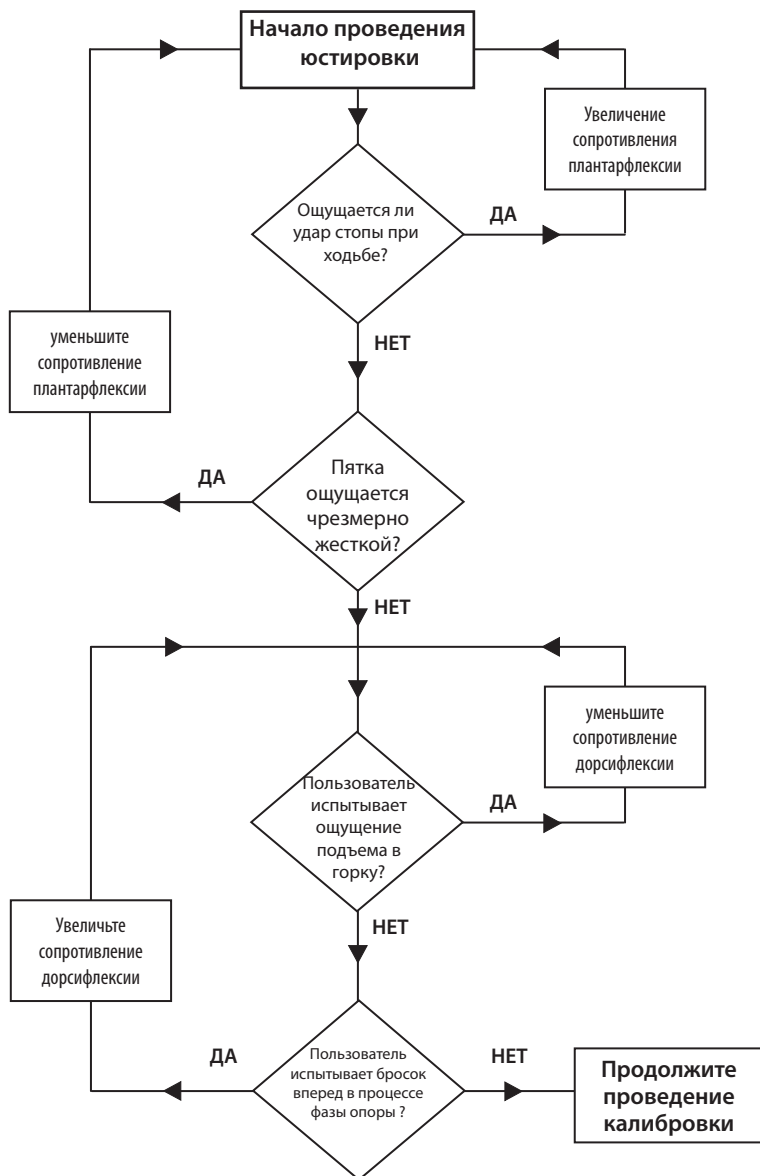 Начало проведения
юстировки
Увеличение
сопротивления
плантарфлексии
Ощущается ли
удар стопы при
ходьбе?
ДА
НЕТ
уменьшите
сопротивление
плантарфлексии
ДА
Пятка
ощущается
чрезмерно
жесткой?
НЕТ
уменьшите
сопротивление
дорсифлексии
Пользователь
испытывает
ощущение
подъема в
горку?
ДА
НЕТ
Увеличьте
сопротивление
дорсифлексии
ДА
Пользователь
испытывает бросок
вперед в процессе
фазы опоры ?
НЕТ
Продолжите
проведение
калибровки